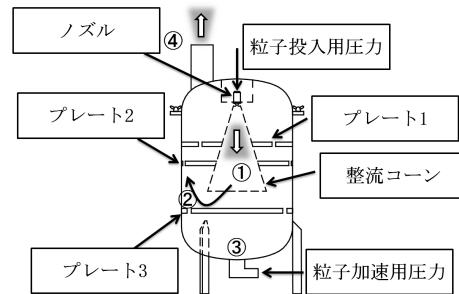 ノズル
④
粒子投入用圧力
プレート2
プレート1
①
整流コーン
②
プレート3
③
粒子加速用圧力